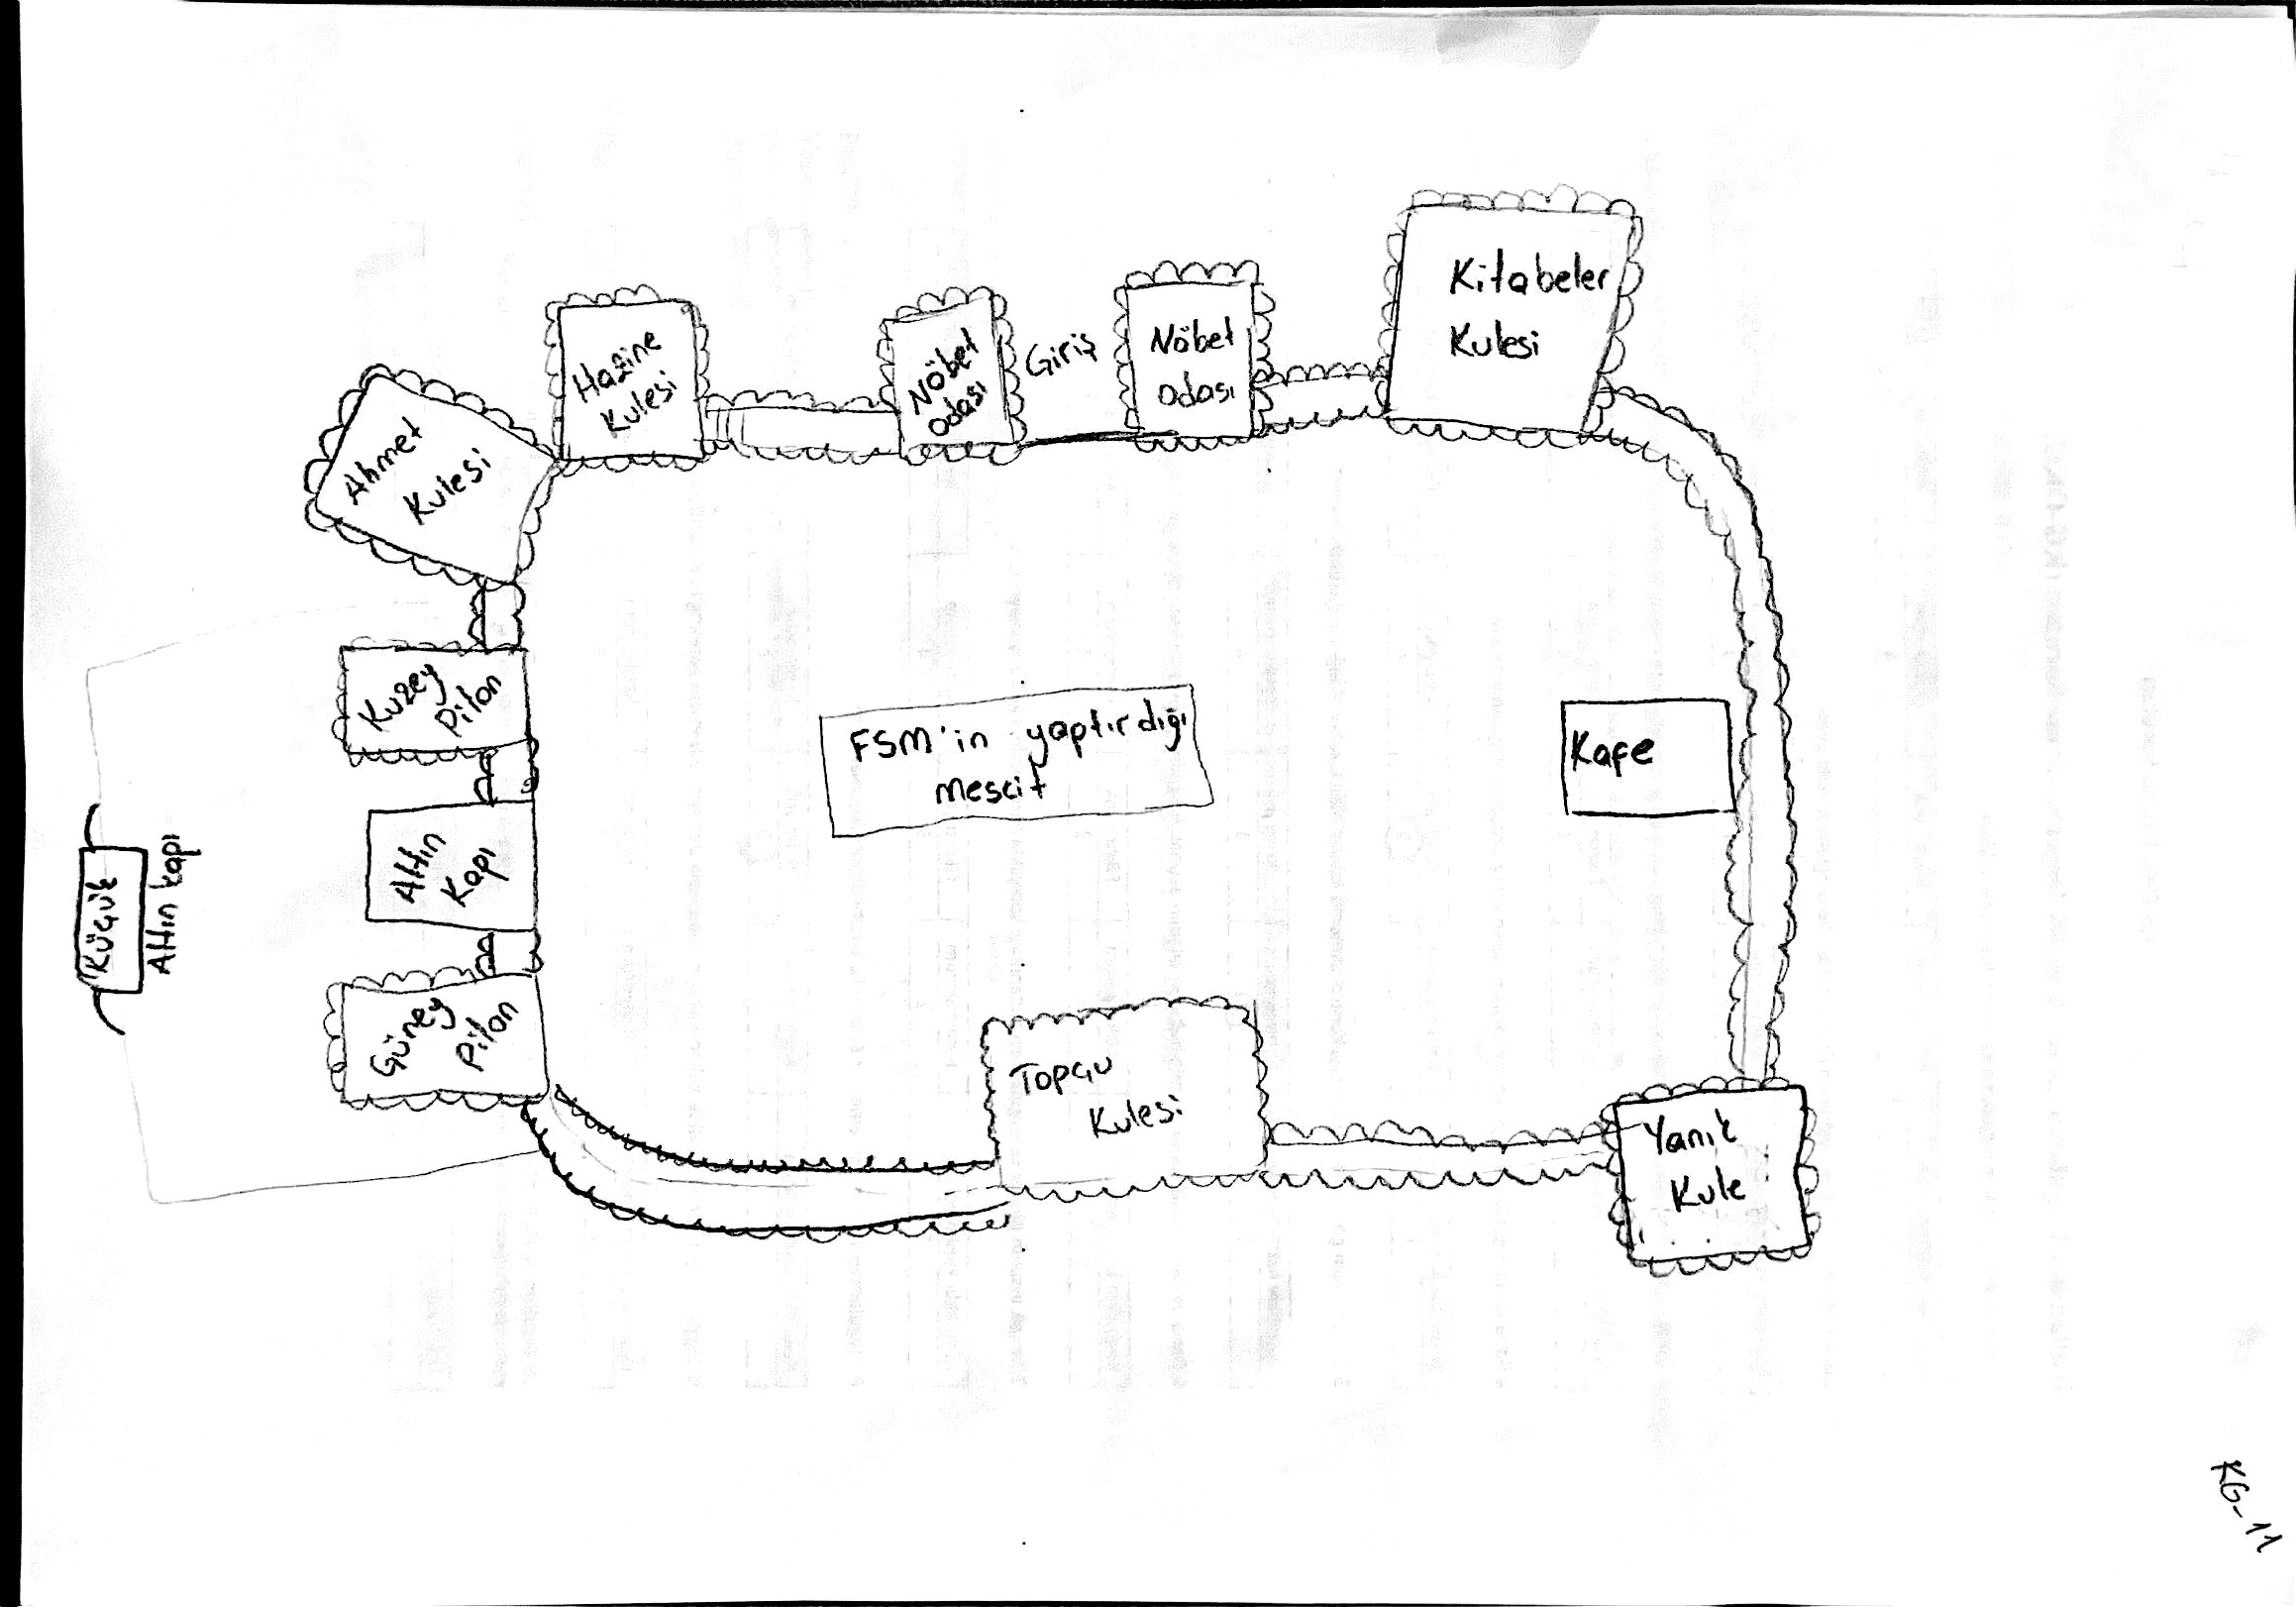 Kitabeler
Kulesi
Nöbet
odası
Giriş
Nöbet
odası
Hazine
Kulesi
Ahmet
Kulesi
Kuzey
Pilon
FSM'in yaptırdığı
mescit
Kafe
Altın
Kapı
Küçük
Altın kapı
Güney
Pilon
Topçu
Kulesi
Yanık
Kule
KG-11